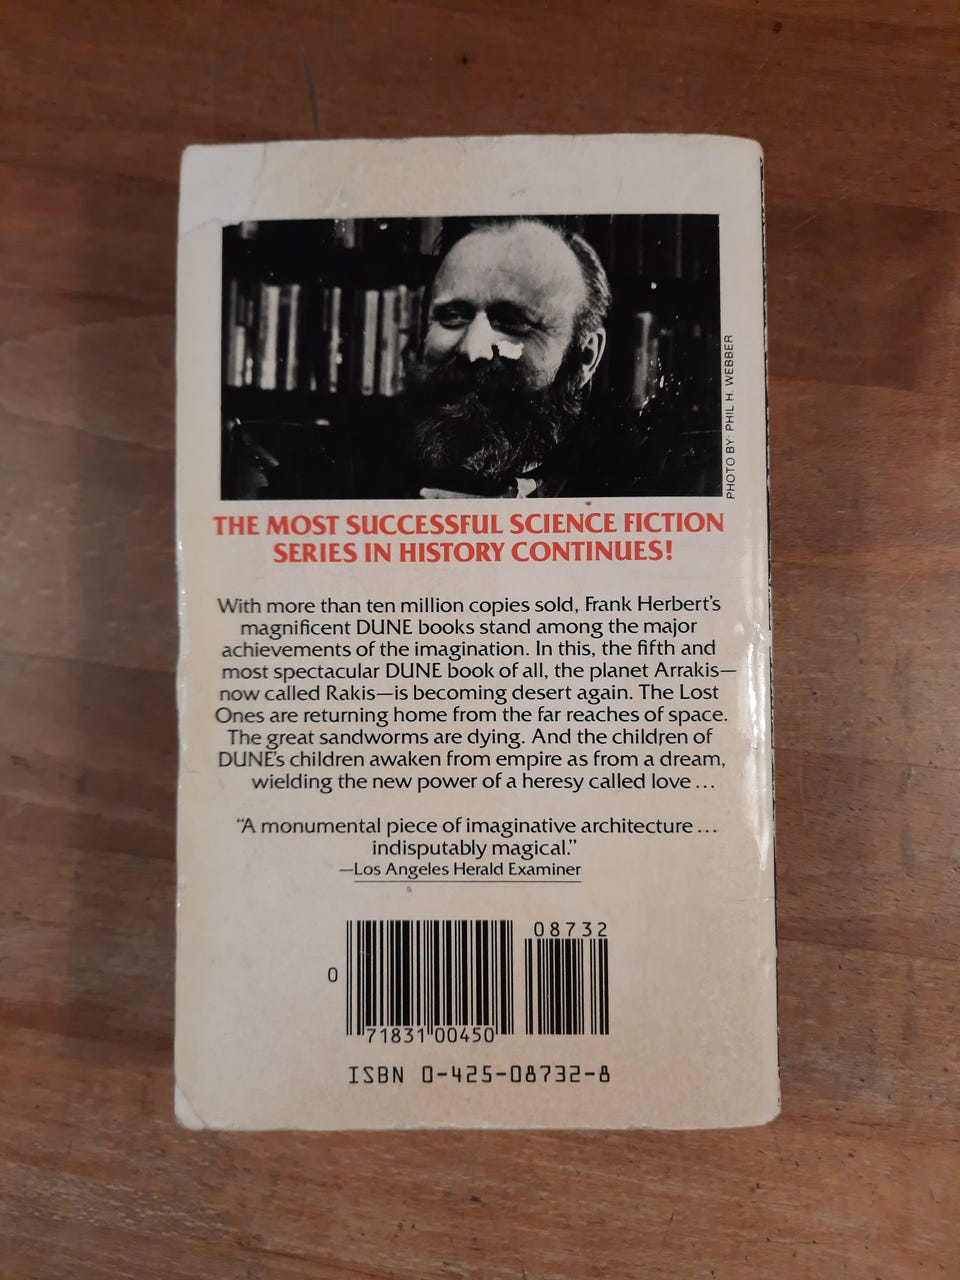 PHOTO BY: PHIL H. WEBBER
THE MOST SUCCESSFUL SCIENCE FICTION
SERIES IN HISTORY CONTINUES!
With more than ten million copies sold, Frank Herbert's
magnificent DUNE books stand among the major
achievements of the imagination. In this, the fifth and
most spectacular DUNE book of all, the planet Arrakis—
now called Rakis—is becoming desert again. The Lost
Ones are returning home from the far reaches of space.
The great sandworms are dying. And the children of
DUNE's children awaken from empire as from a dream,
wielding the new power of a heresy called love...
“A monumental piece of imaginative architecture...
indisputably magical.”
—Los Angeles Herald Examiner
08732
0
71831 00450
ISBN 0-425-08732-8